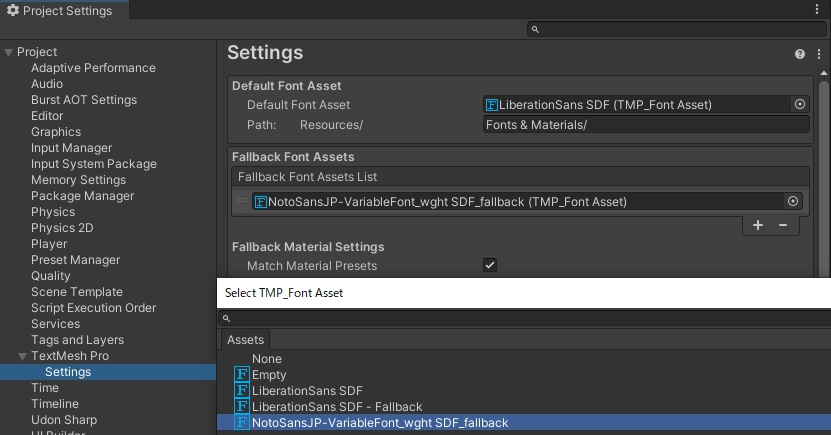 Project Settings
Project
Adaptive Performance
Audio
Burst AOT Settings
Editor
Graphics
Input Manager
Input System Package
Memory Settings
Package Manager
Physics
Physics 2D
Player
Preset Manager
Quality
Scene Template
Script Execution Order
Services
Tags and Layers
TextMesh Pro
Settings
Time
Timeline
Udon Sharp
UI Builder
Settings
Default Font Asset
Default Font Asset F LiberationSans SDF (TMP_Font Asset)
Path: Resources/ Fonts & Materials/
Fallback Font Assets
Fallback Font Assets List
F NotoSansJP-VariableFont_wght SDF_fallback (TMP_Font Asset)
+ −
Fallback Material Settings
Match Material Presets
Select TMP_Font Asset
Assets
None
F Empty
F LiberationSans SDF
F LiberationSans SDF - Fallback
F NotoSansJP-VariableFont_wght SDF_fallback